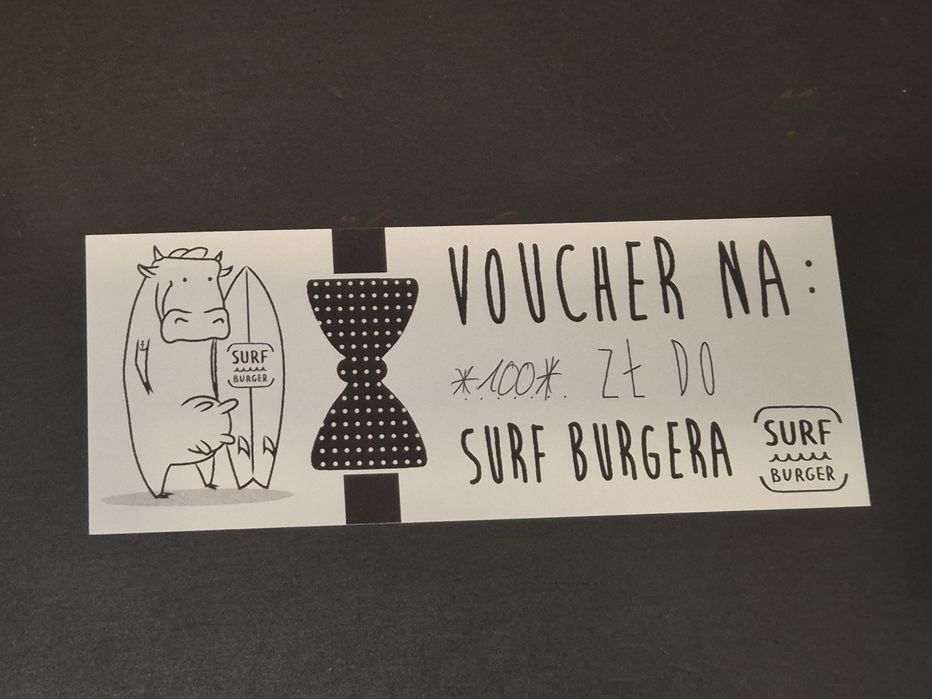 VOUCHER NA:
*100* ZŁ DO
SURF BURGERA
SURF
BURGER
SURF
BURGER